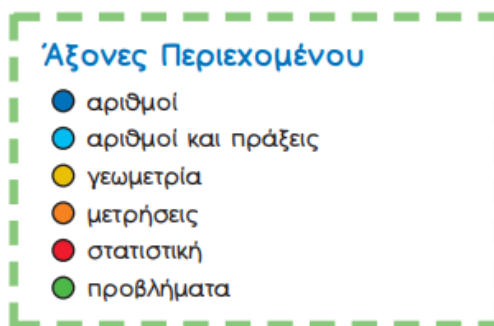 Άξονες Περιεχομένου
αριθμοί
αριθμοί και πράξεις
γεωμετρία
μετρήσεις
στατιστική
προβλήματα